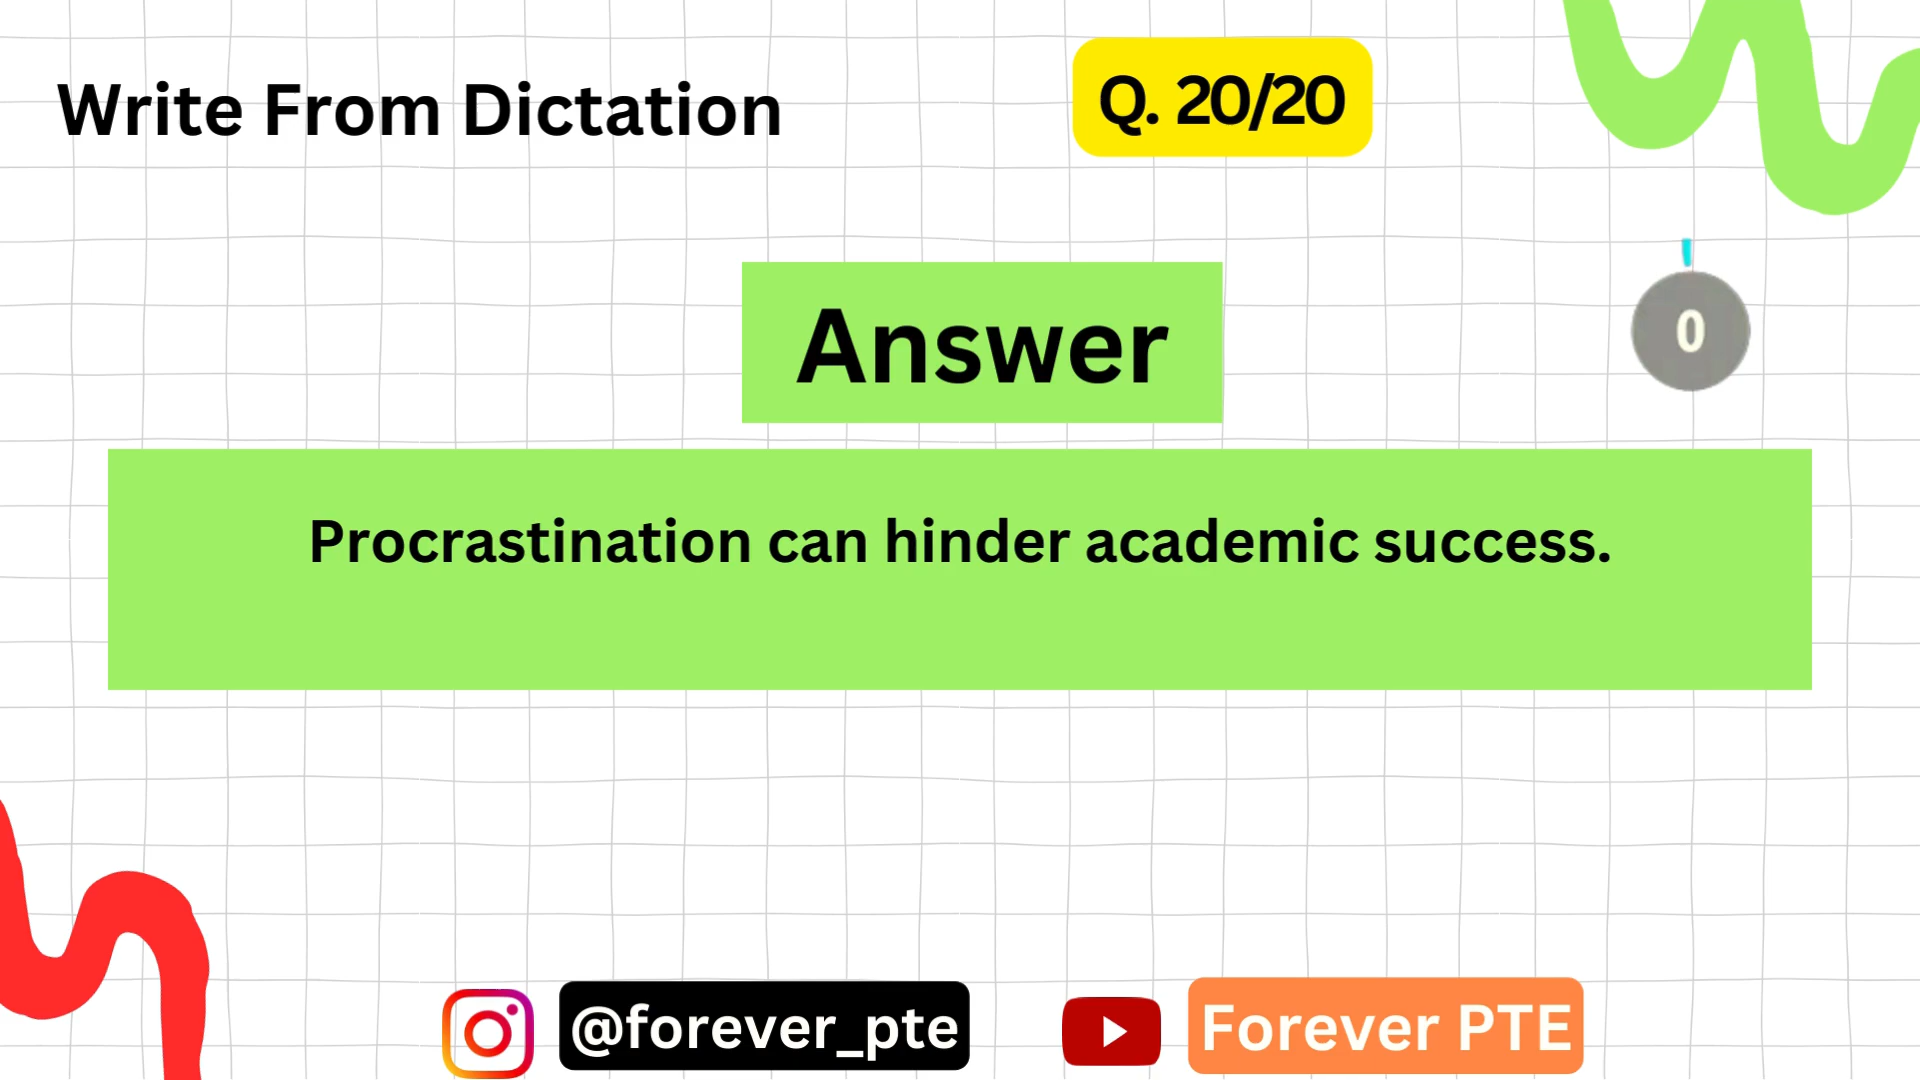 Write From Dictation
Q. 20/20
Answer
0
Procrastination can hinder academic success.
@forever_pte
Forever PTE